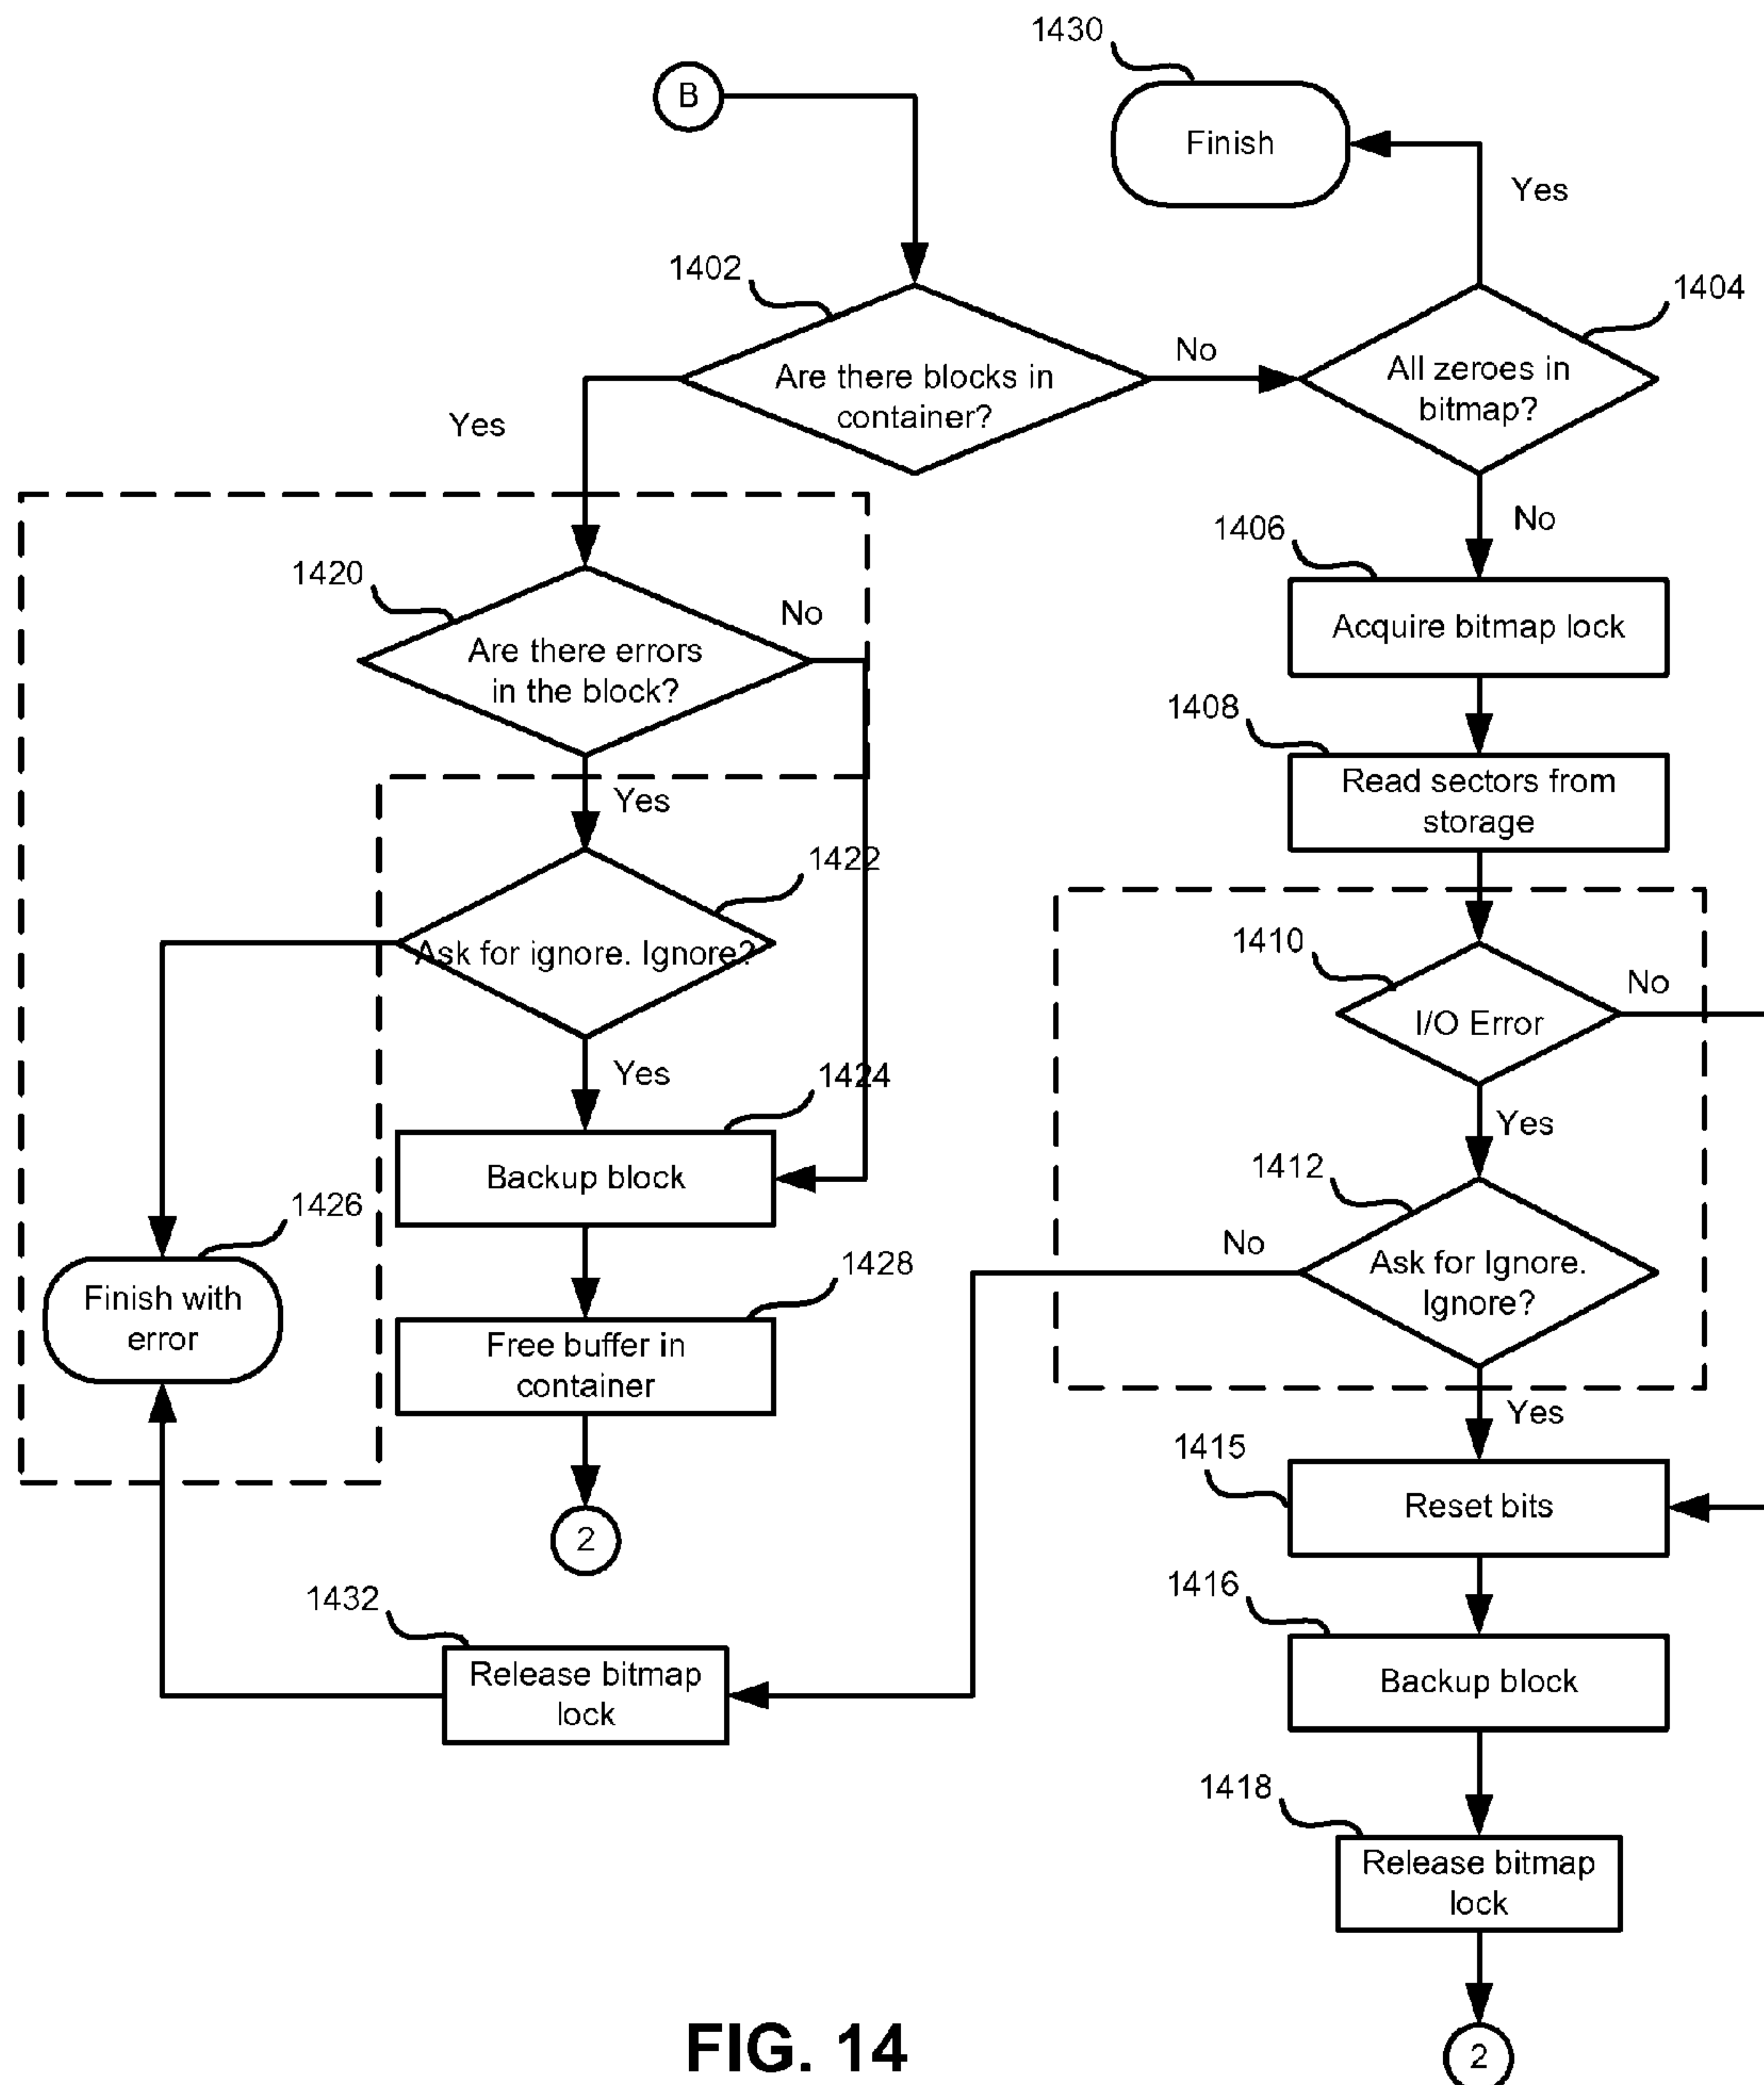 1430
B
Finish
Yes
1402
1404
Are there blocks in
container?
No
All zeroes in
bitmap?
Yes
No
1406
Acquire bitmap lock
1420
No
Are there errors
in the block?
1408
Read sectors from
storage
Yes
1422
Ask for ignore. Ignore?
1410
No
I/O Error
Yes
1424
Yes
Backup block
1412
No
Ask for Ignore.
Ignore?
1426
Finish with
error
1428
Free buffer in
container
Yes
1415
Reset bits
2
1432
Release bitmap
lock
1416
Backup block
1418
Release bitmap
lock
2
FIG. 14